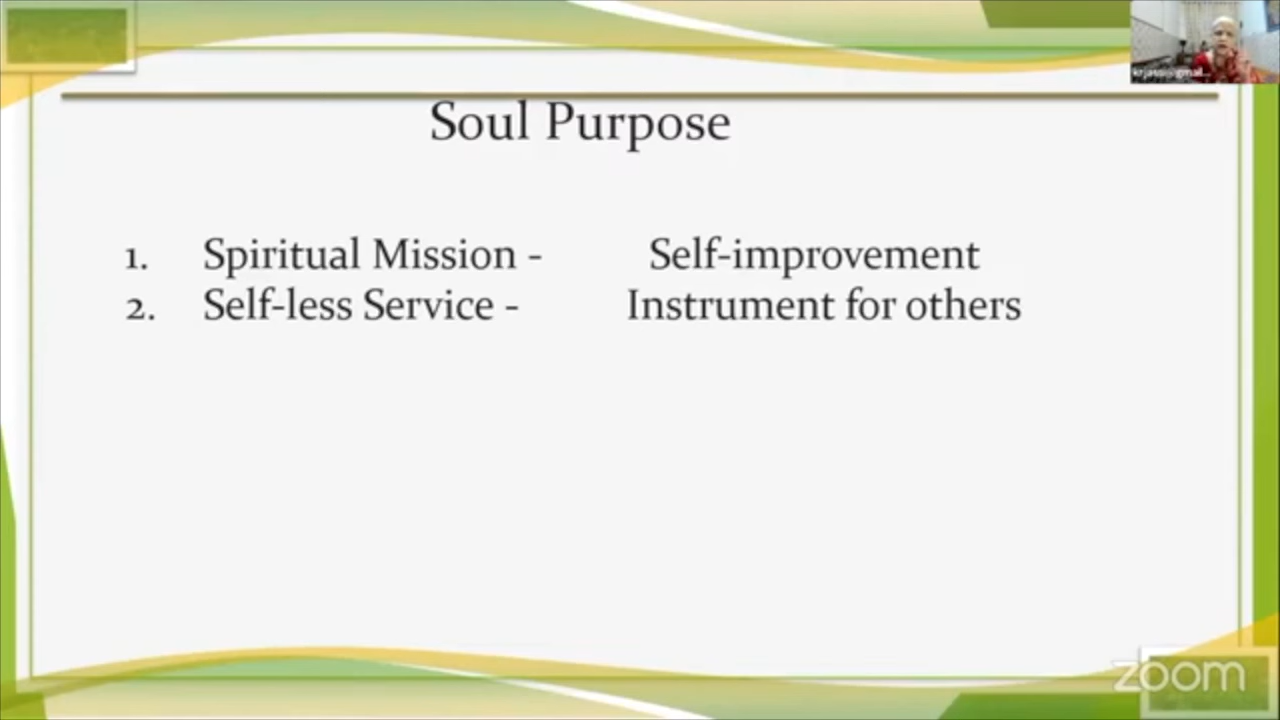 Soul Purpose
1. Spiritual Mission - Self-improvement
2. Self-less Service - Instrument for others
zoom